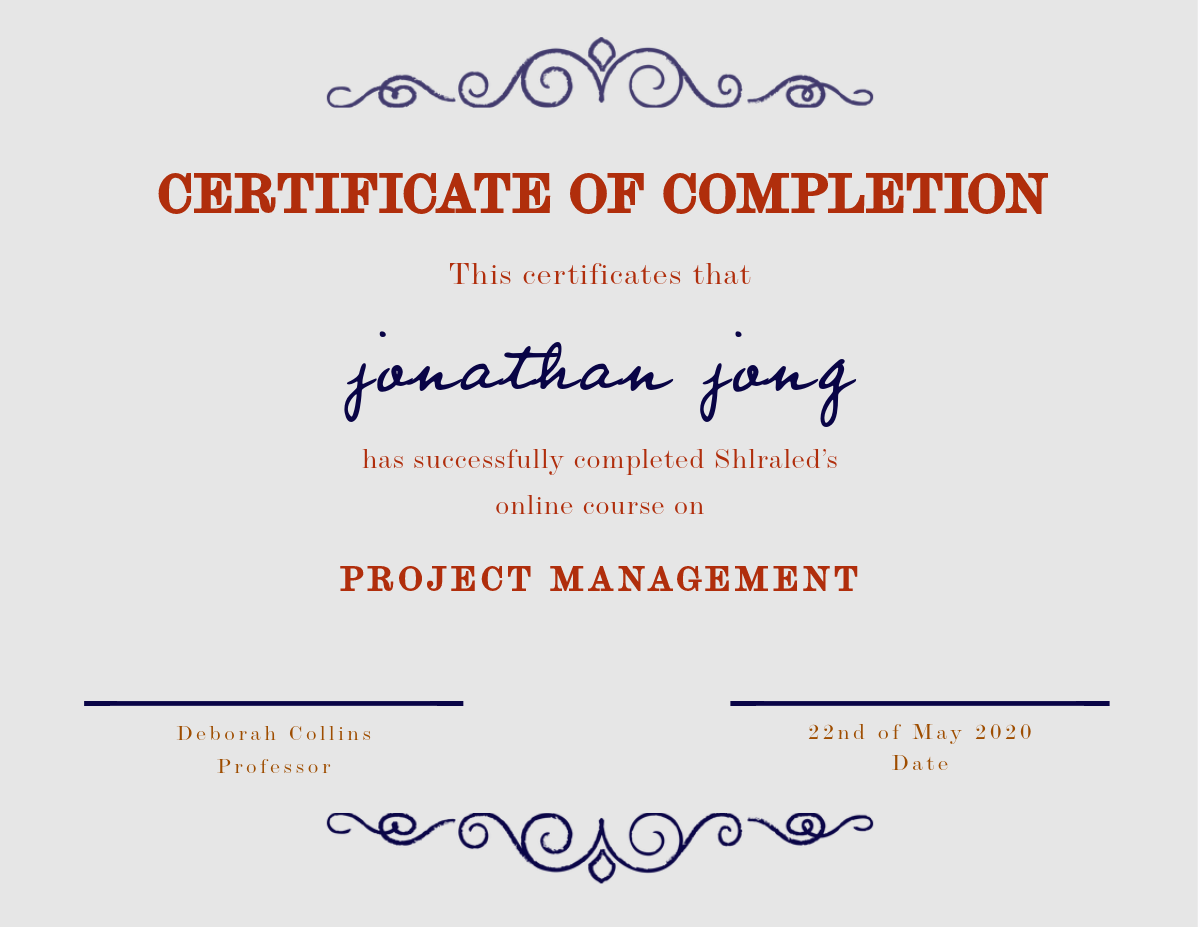 CERTIFICATE OF COMPLETION
This certificates that
jonathan jong
has successfully completed Shlraled's
online course on
PROJECT MANAGEMENT
Deborah Collins
Professor
22nd of May 2020
Date